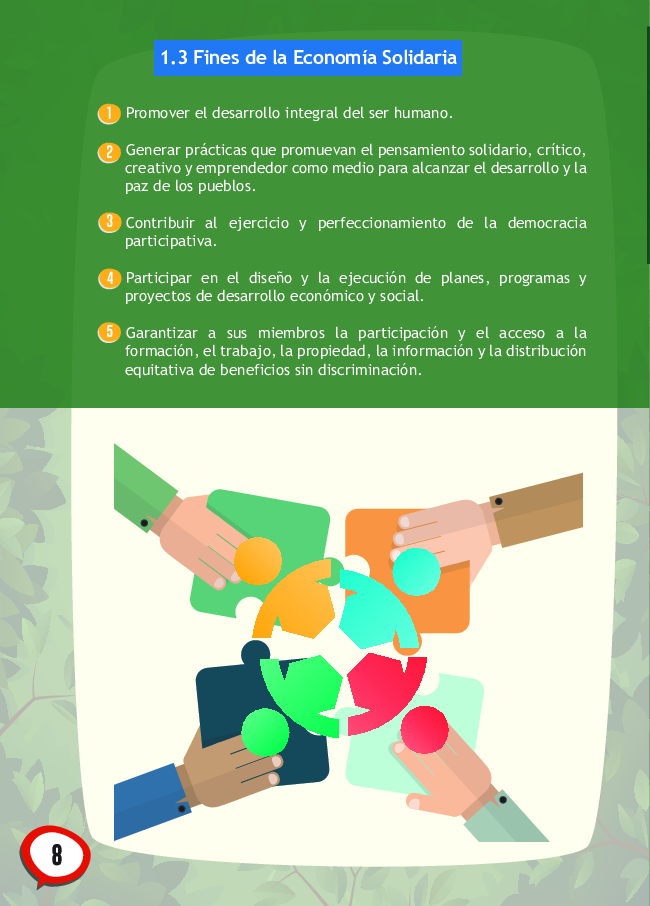 1.3 Fines de la Economía Solidaria
1 Promover el desarrollo integral del ser humano.
2 Generar prácticas que promuevan el pensamiento solidario, crítico,
creativo y emprendedor como medio para alcanzar el desarrollo y la
paz de los pueblos.
3 Contribuir al ejercicio y perfeccionamiento de la democracia
participativa.
4 Participar en el diseño y la ejecución de planes, programas y
proyectos de desarrollo económico y social.
5 Garantizar a sus miembros la participación y el acceso a la
formación, el trabajo, la propiedad, la información y la distribución
equitativa de beneficios sin discriminación.
8